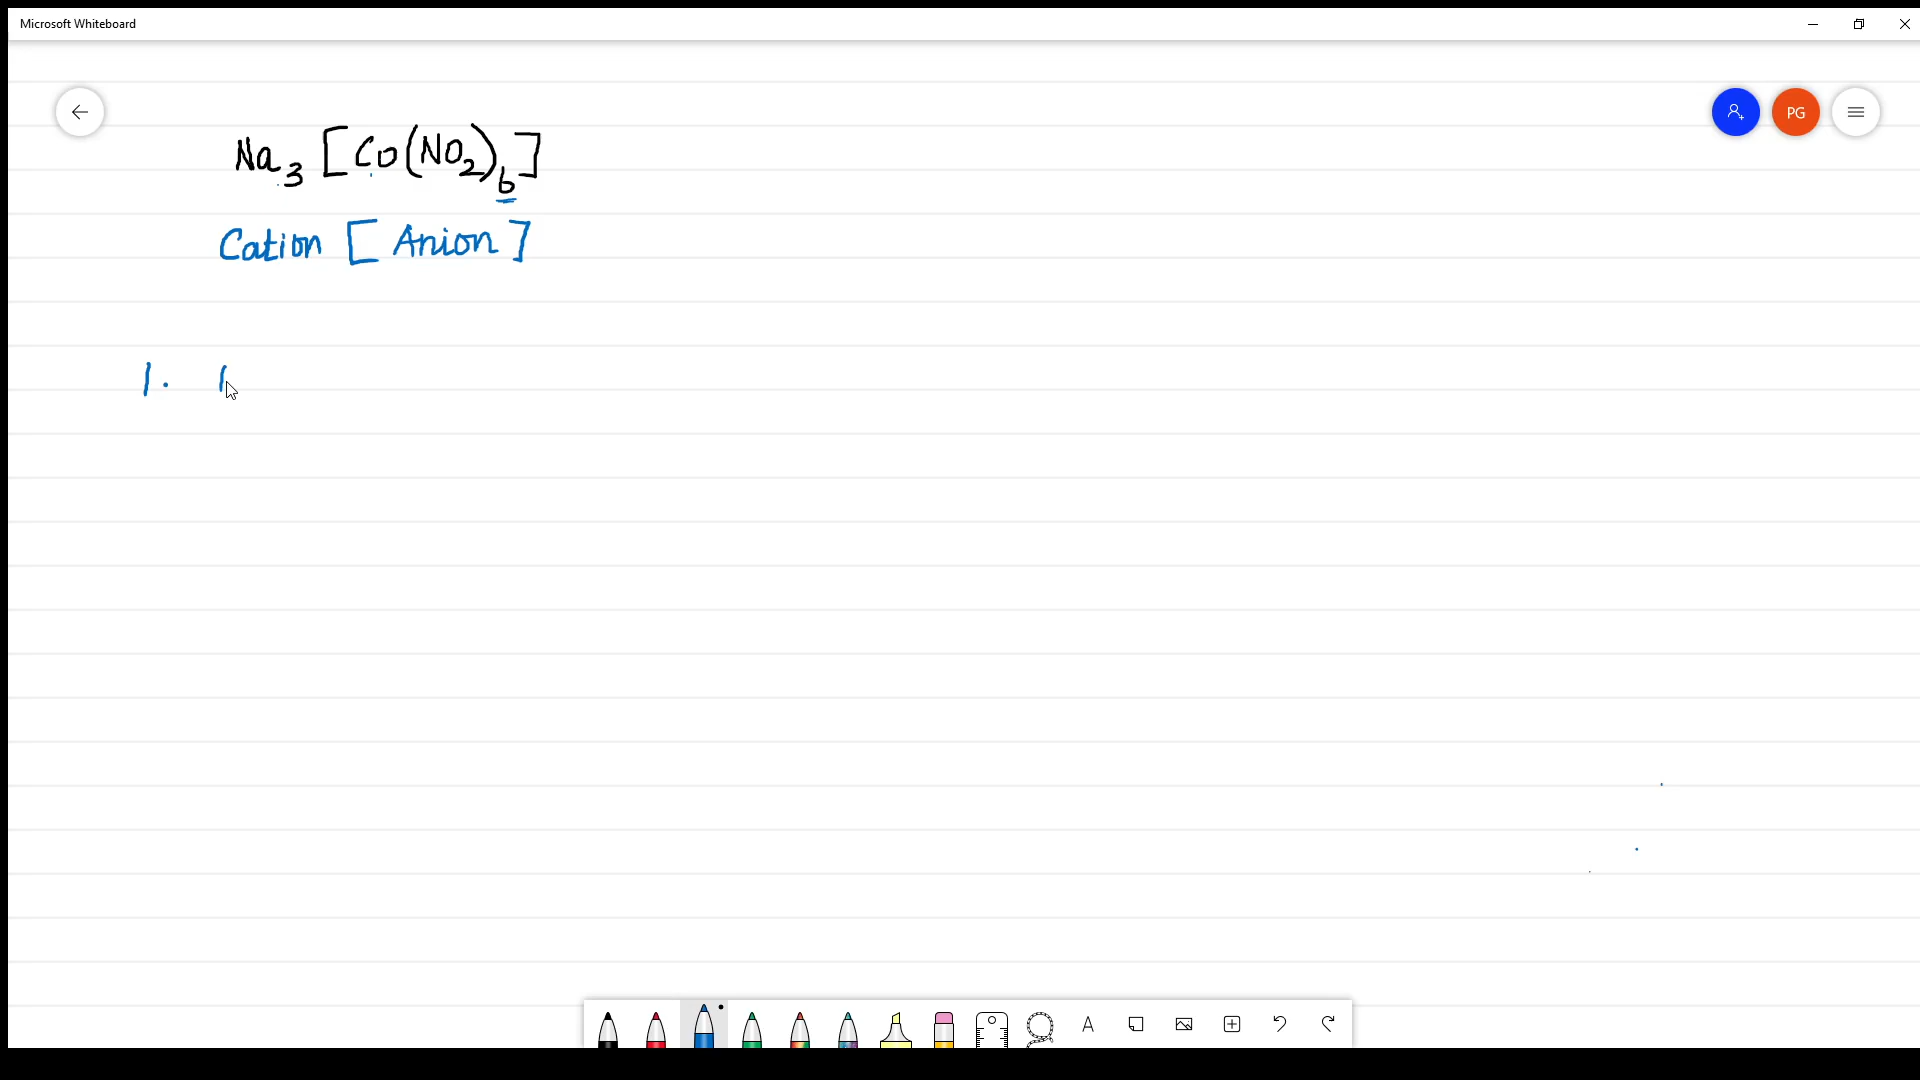 Microsoft Whiteboard
PG
Na₃ [Co(NO₂)₆]
Cation [Anion]
1.
A